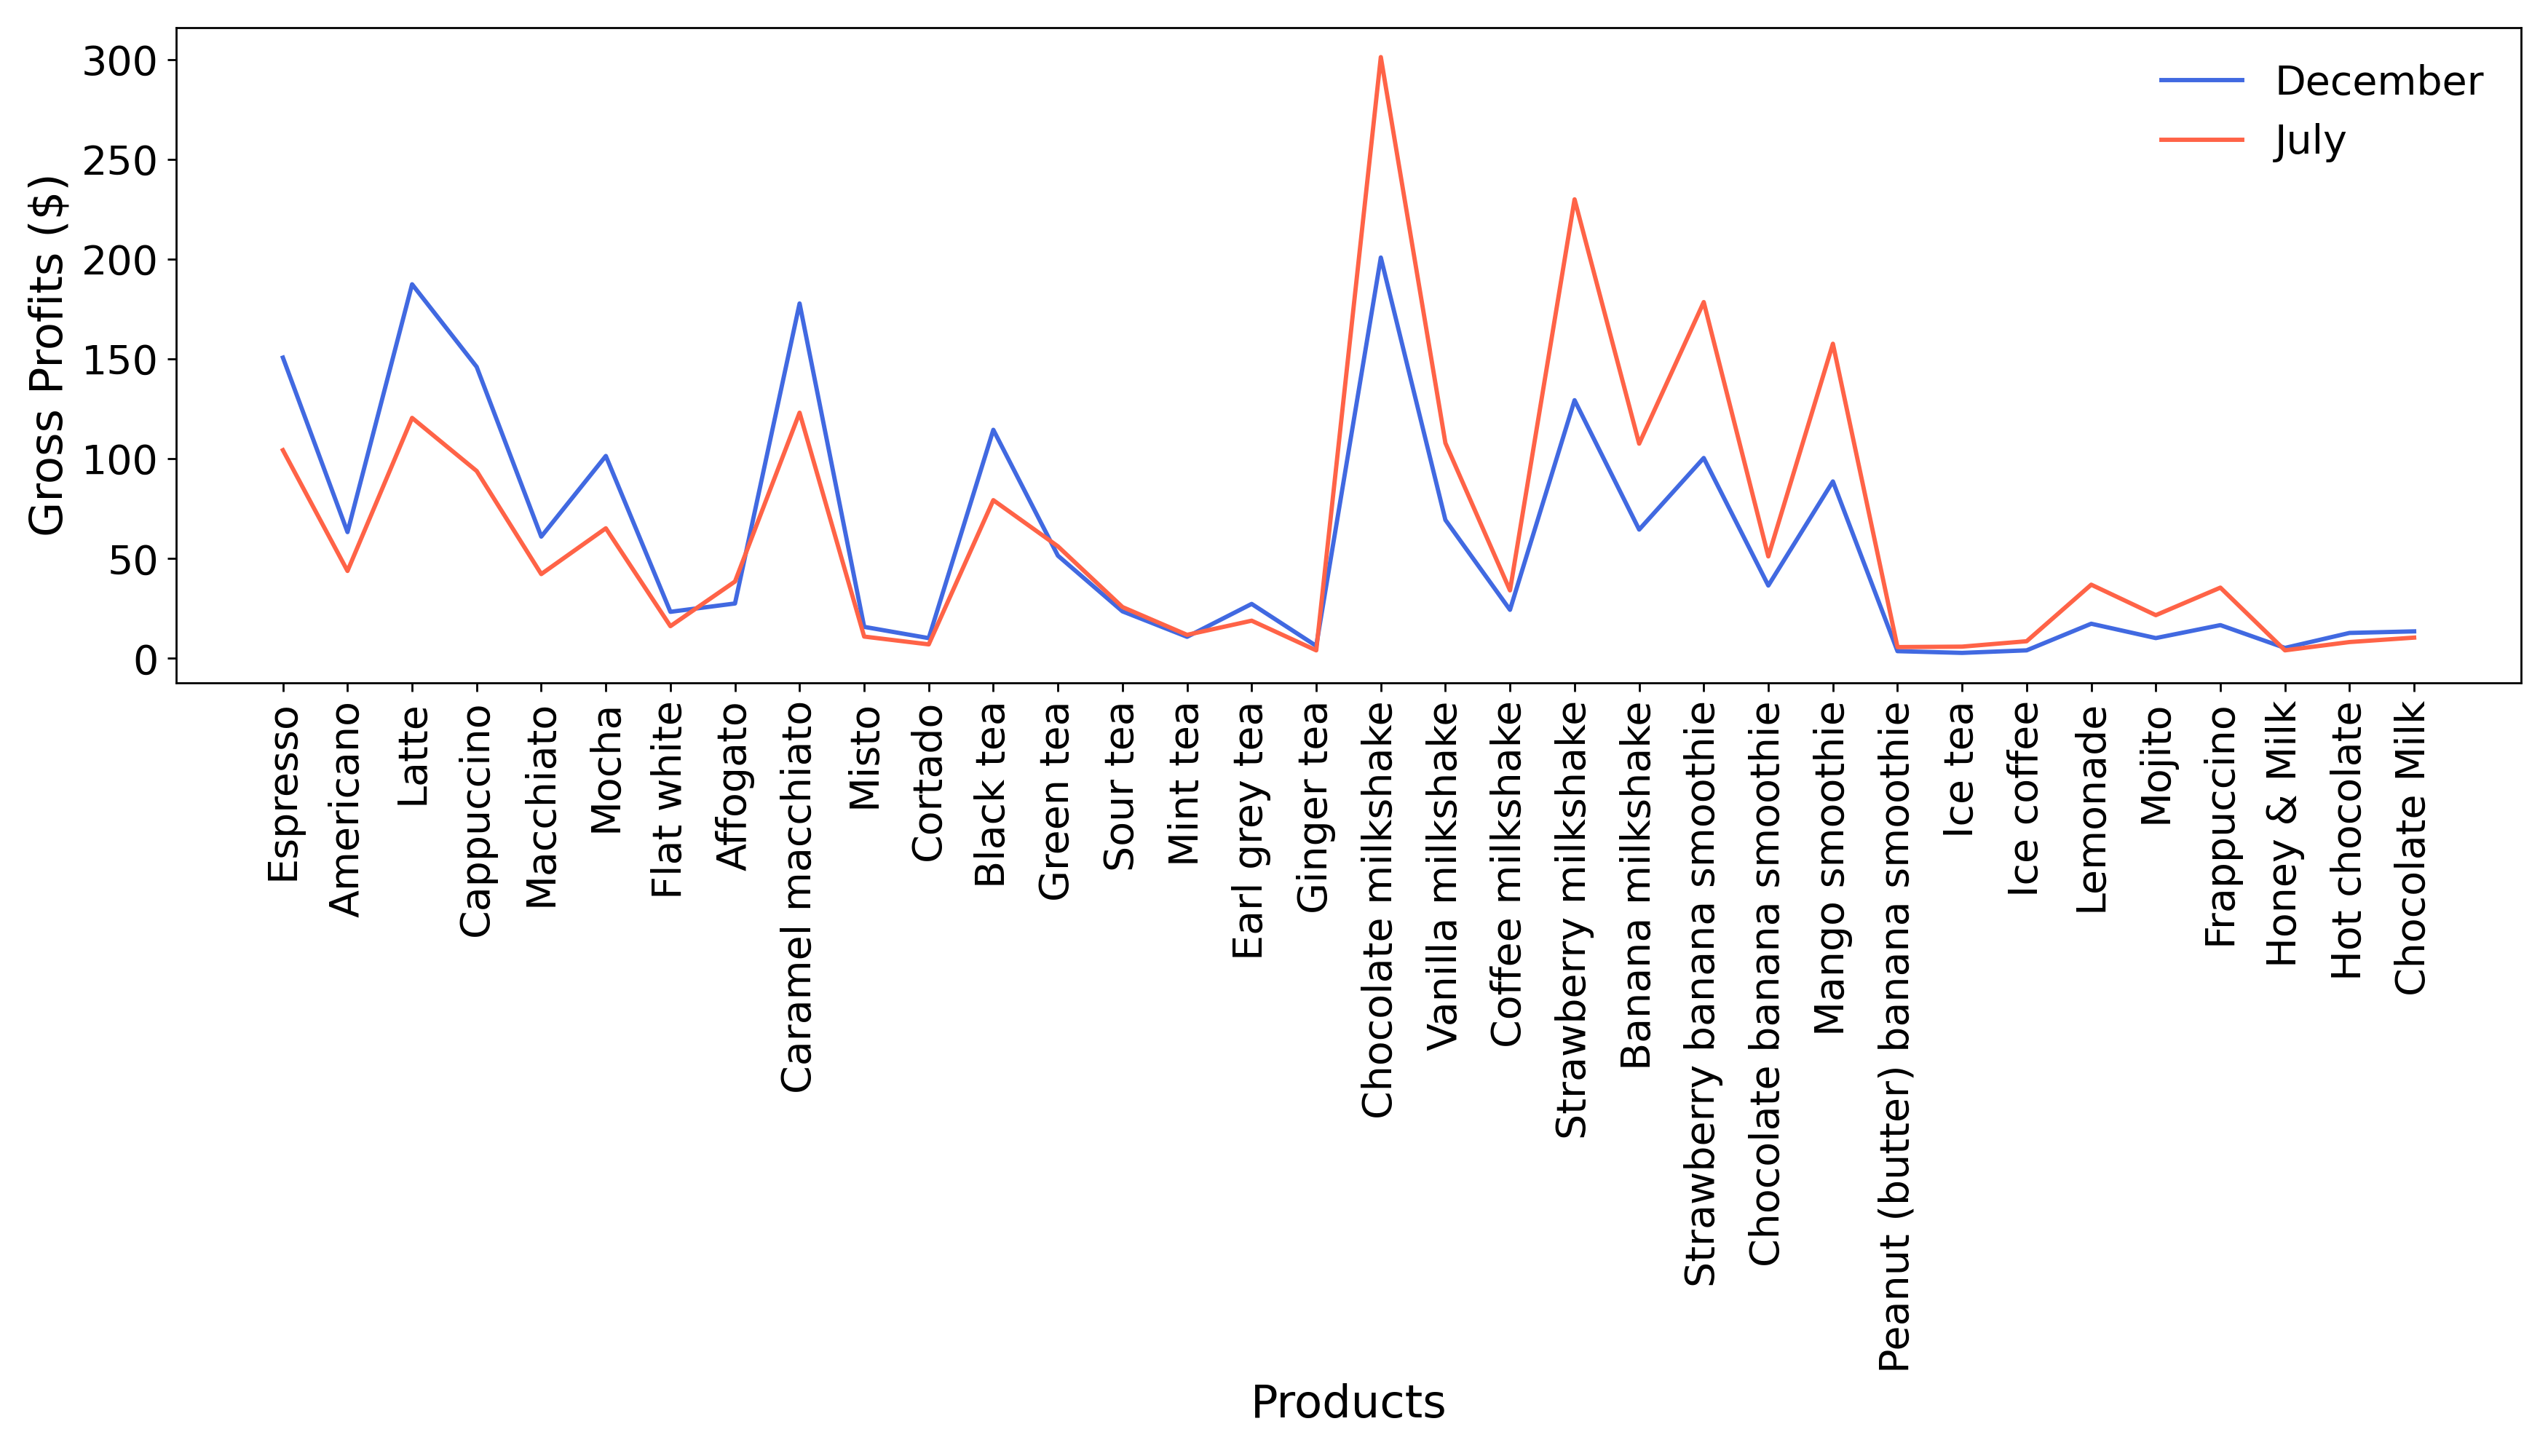 Gross Profits ($)
300
250
200
150
100
50
0
December
July
Espresso
Americano
Latte
Cappuccino
Macchiato
Mocha
Flat white
Affogato
Caramel macchiato
Misto
Cortado
Black tea
Green tea
Sour tea
Mint tea
Earl grey tea
Ginger tea
Chocolate milkshake
Vanilla milkshake
Coffee milkshake
Strawberry milkshake
Banana milkshake
Strawberry banana smoothie
Chocolate banana smoothie
Mango smoothie
Peanut (butter) banana smoothie
Ice tea
Ice coffee
Lemonade
Mojito
Frappuccino
Honey & Milk
Hot chocolate
Chocolate Milk
Products